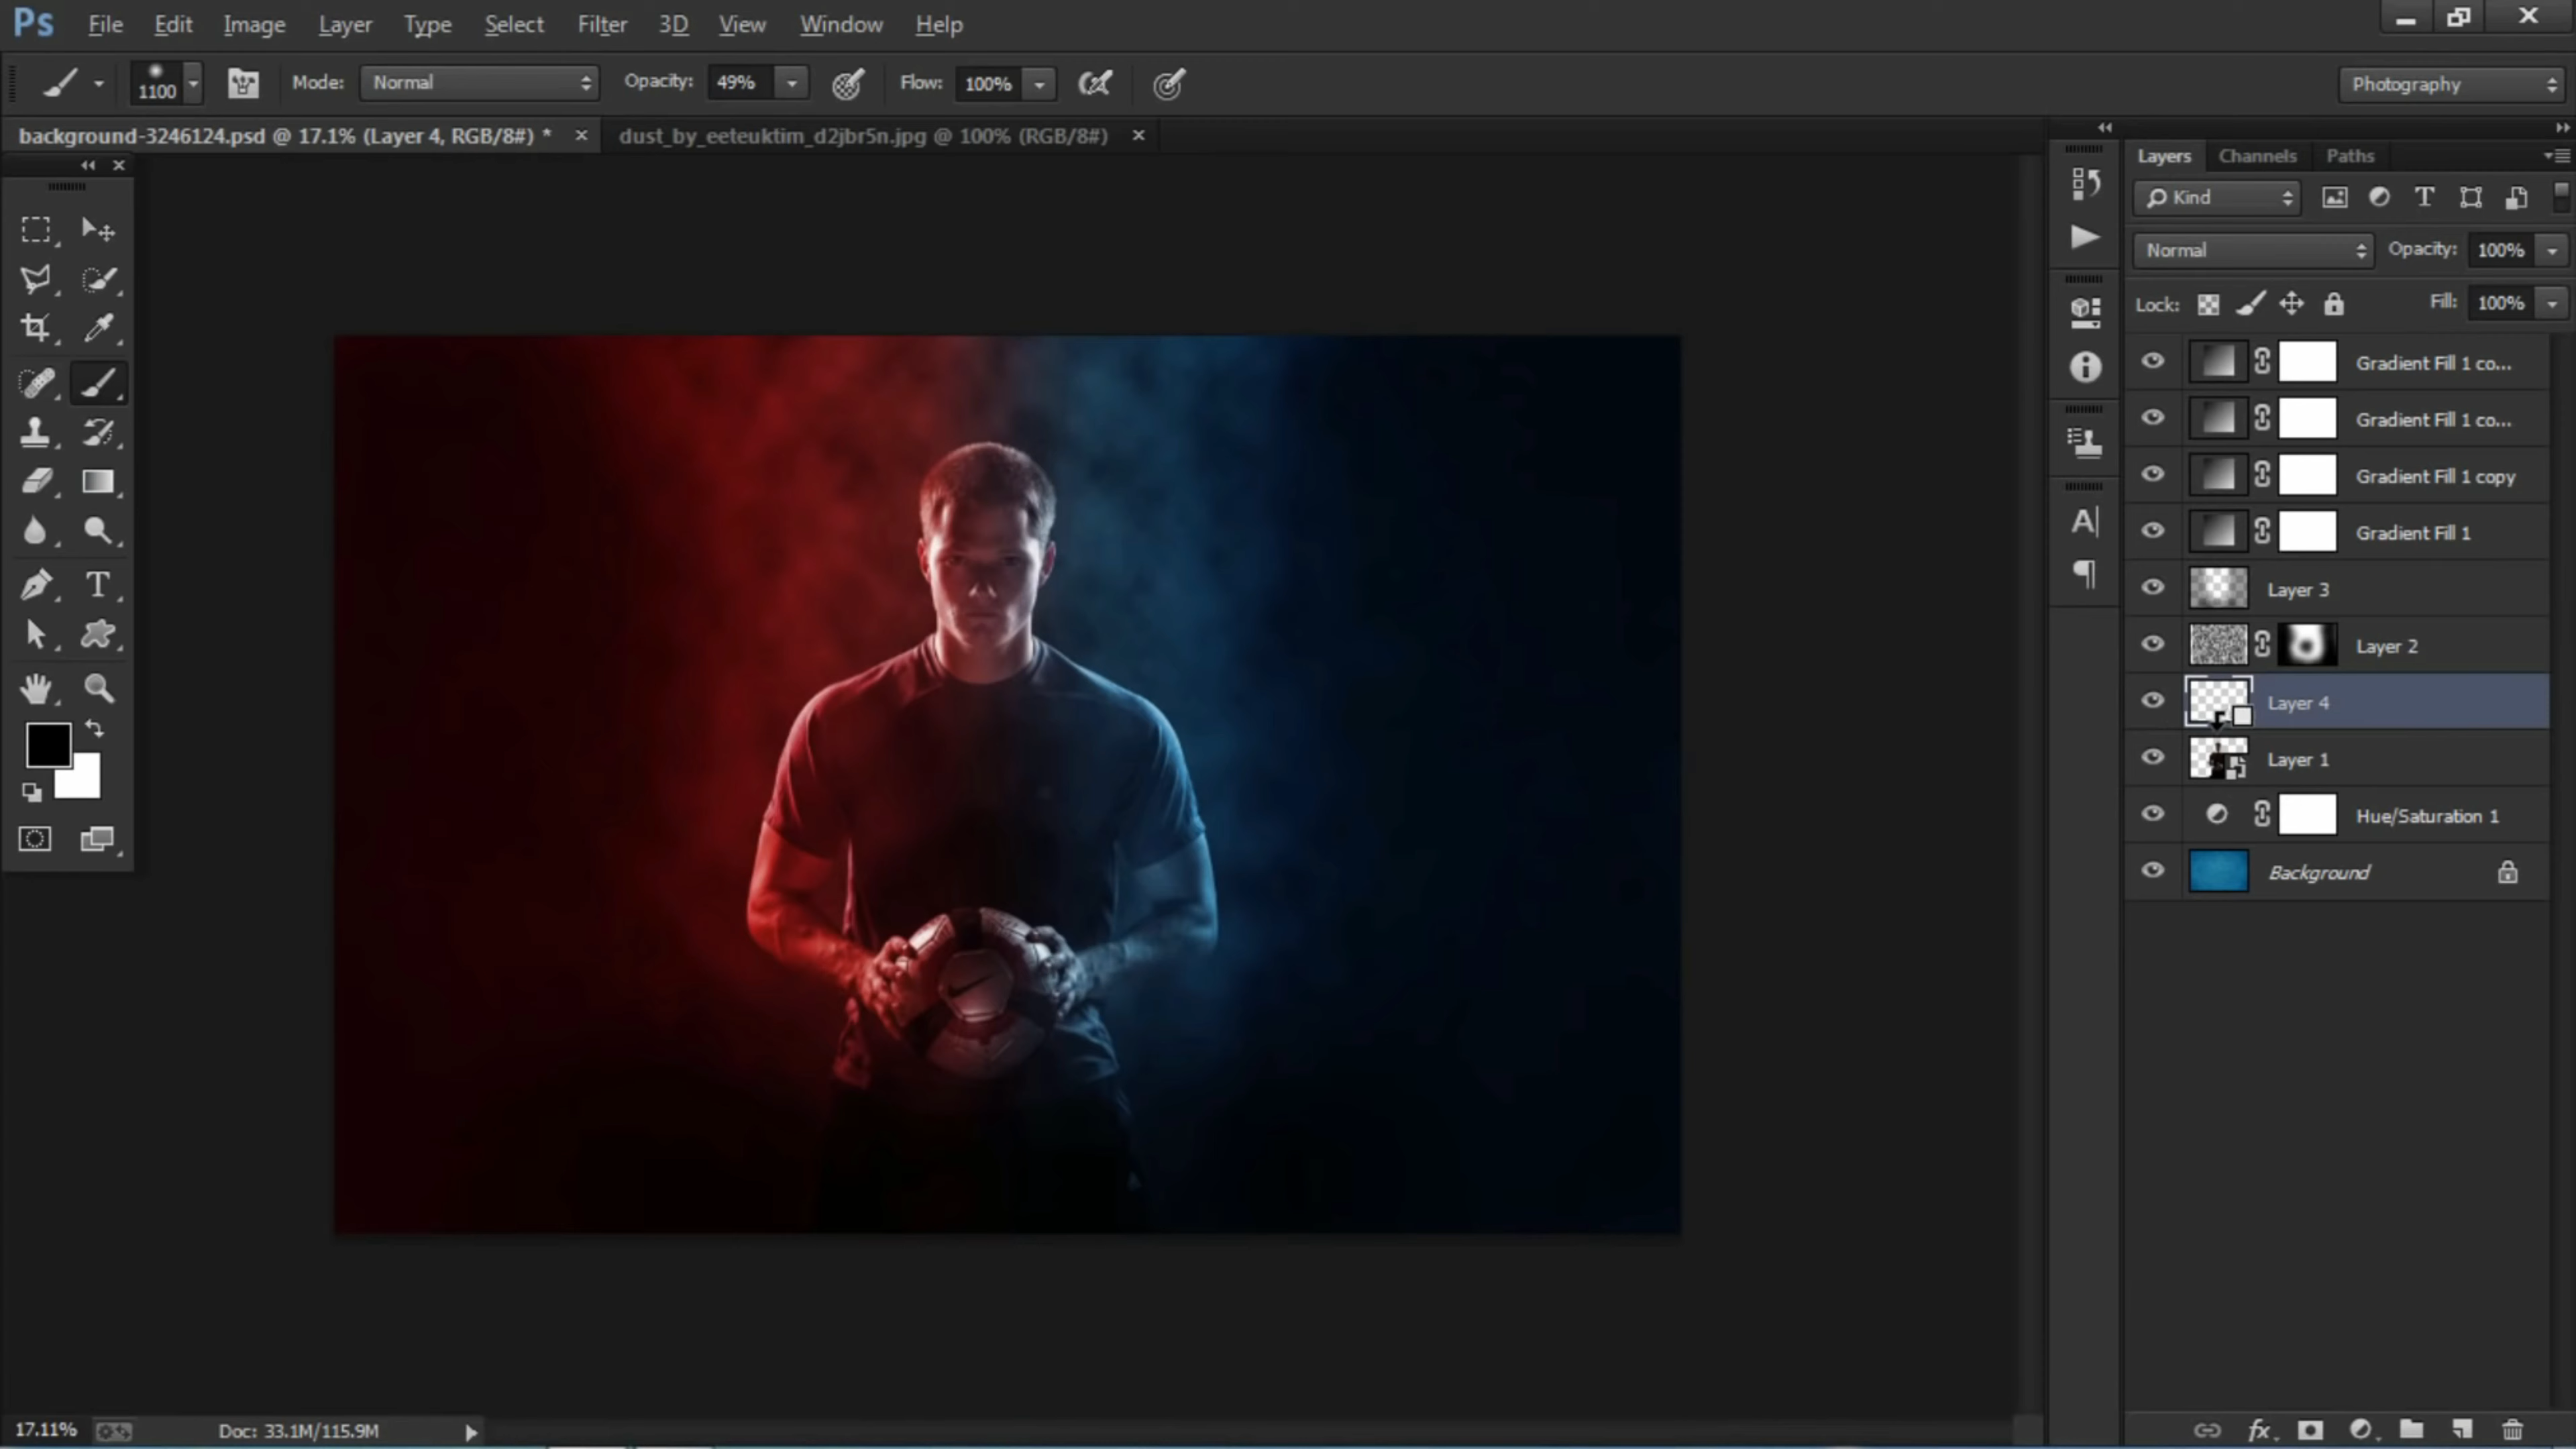 Ps File Edit Image Layer Type Select Filter 3D View Window Help
1100 Mode: Normal Opacity: 49% Flow: 100% Photography
background-3246124.psd @ 17.1% (Layer 4, RGB/8#) * × dust_by_eeteuktim_d2jbr5n.jpg @ 100% (RGB/8#) ×
Layers Channels Paths
Kind
Normal Opacity: 100%
Lock: Fill: 100%
Gradient Fill 1 co...
Gradient Fill 1 co...
Gradient Fill 1 copy
Gradient Fill 1
Layer 3
Layer 2
Layer 4
Layer 1
Hue/Saturation 1
Background
17.11% Doc: 33.1M/115.9M